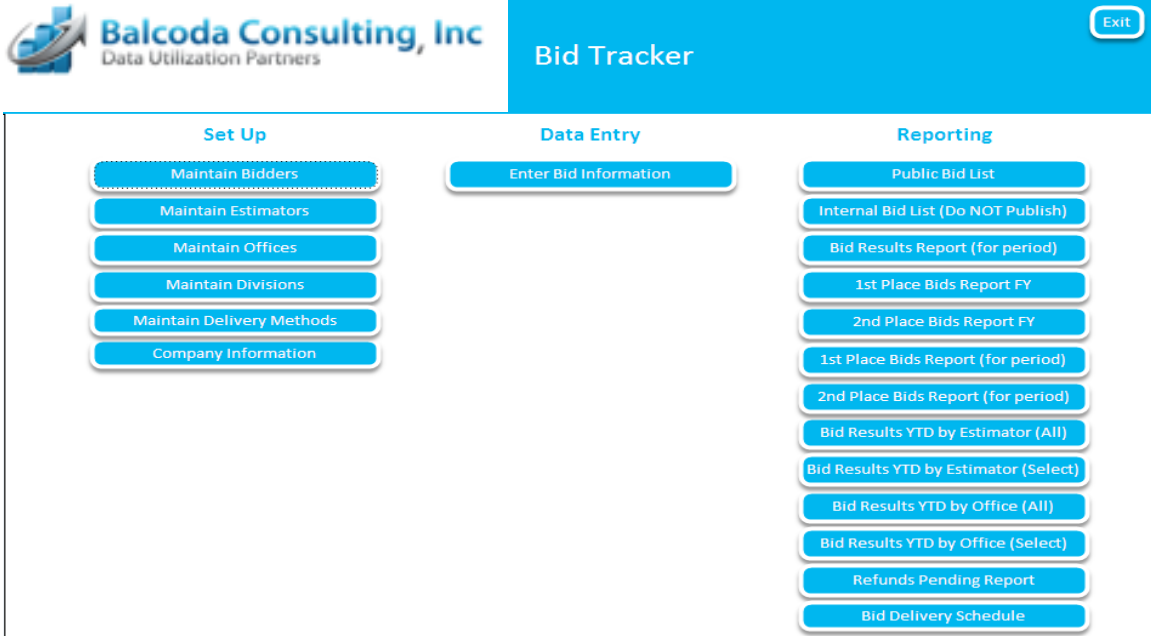 Balcoda Consulting, Inc
Data Utilization Partners
Bid Tracker
Exit
Set Up
Maintain Bidders
Maintain Estimators
Maintain Offices
Maintain Divisions
Maintain Delivery Methods
Company Information
Data Entry
Enter Bid Information
Reporting
Public Bid List
Internal Bid List (Do NOT Publish)
Bid Results Report (for period)
1st Place Bids Report FY
2nd Place Bids Report FY
1st Place Bids Report (for period)
2nd Place Bids Report (for period)
Bid Results YTD by Estimator (All)
Bid Results YTD by Estimator (Select)
Bid Results YTD by Office (All)
Bid Results YTD by Office (Select)
Refunds Pending Report
Bid Delivery Schedule